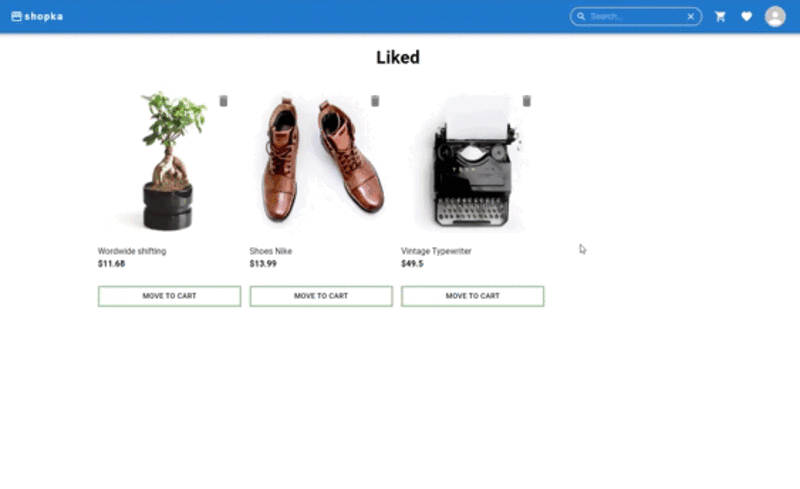 shopka
Search...
Liked
Wordwide shifting
$11.68
MOVE TO CART
Shoes Nike
$13.99
MOVE TO CART
Vintage Typewriter
$49.5
MOVE TO CART